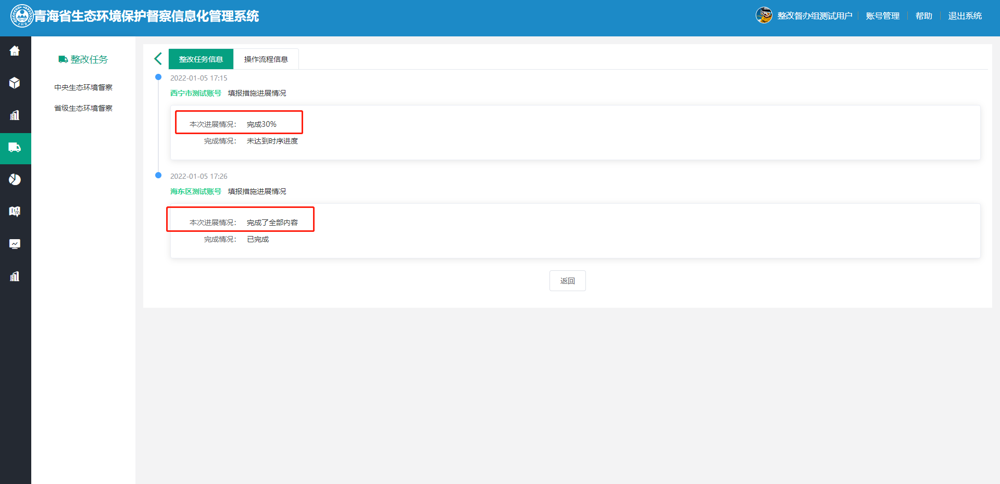 青海省生态环境保护督察信息化管理系统
ZHB
整改督办组测试用户
账号管理
帮助
退出系统
整改任务
中央生态环境督察
省级生态环境督察
整改任务信息
操作流程信息
2022-01-05 17:15
西宁市测试账号 填报措施进展情况
本次进展情况： 完成30%
完成情况： 未达到时序进度
2022-01-05 17:26
海东区测试账号 填报措施进展情况
本次进展情况： 完成了全部内容
完成情况： 已完成
返回